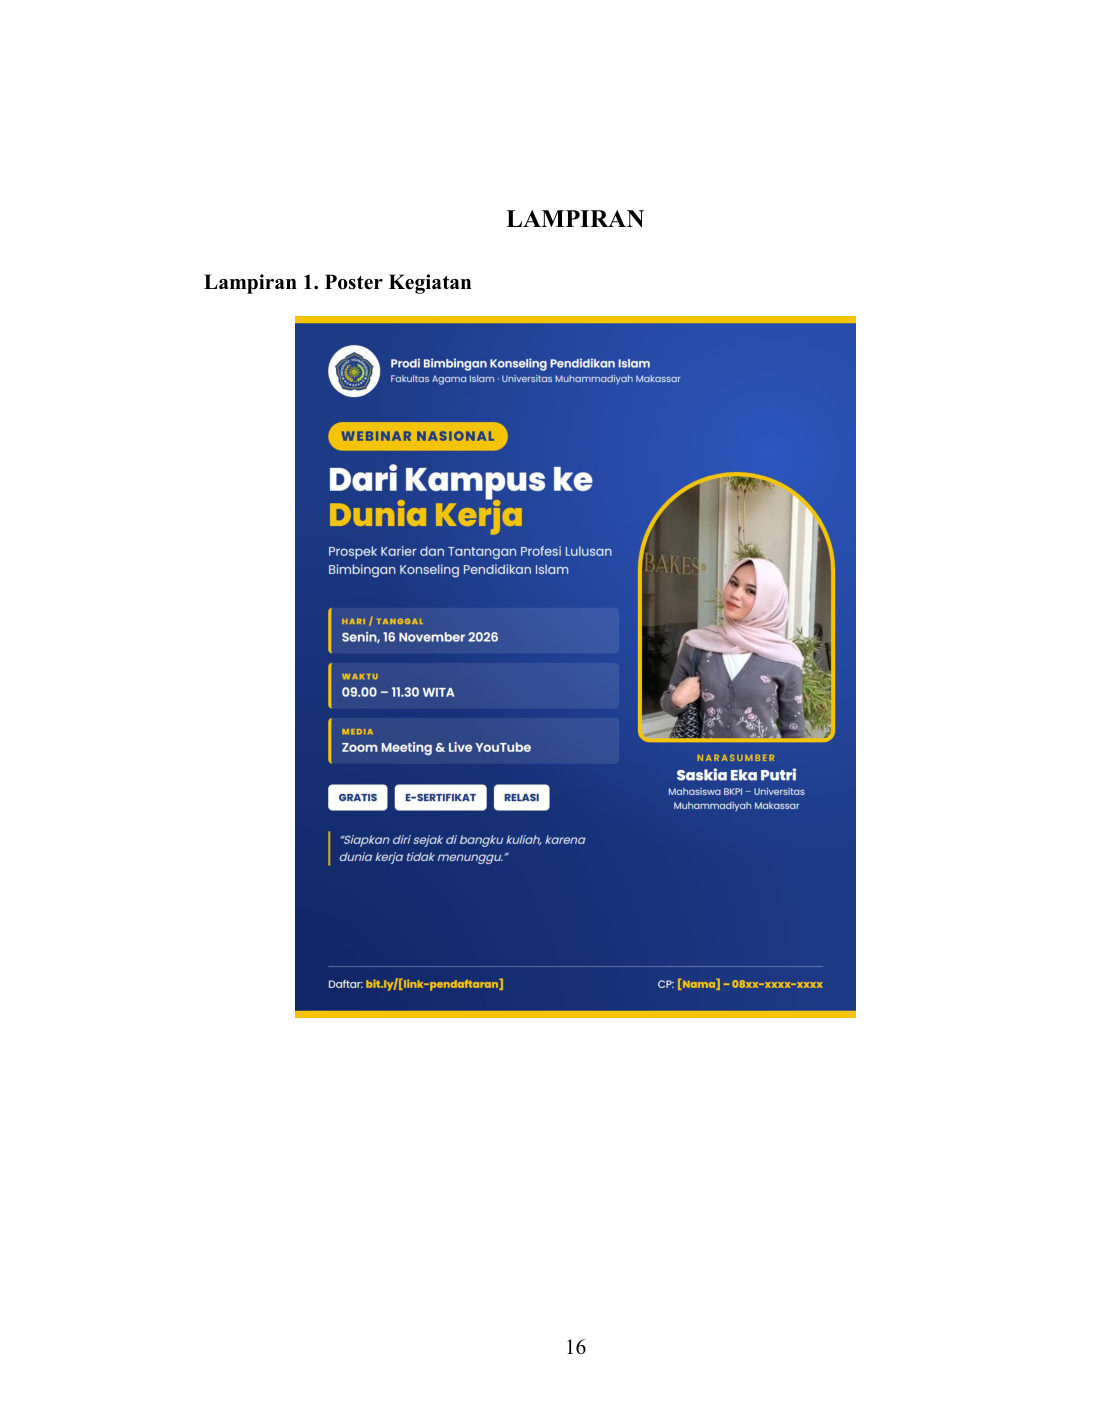 LAMPIRAN
Lampiran 1. Poster Kegiatan
Prodi Bimbingan Konseling Pendidikan Islam
Fakultas Agama Islam · Universitas Muhammadiyah Makassar
WEBINAR NASIONAL
Dari Kampus ke
Dunia Kerja
Prospek Karier dan Tantangan Profesi Lulusan
Bimbingan Konseling Pendidikan Islam
HARI / TANGGAL
Senin, 16 November 2026
WAKTU
09.00 – 11.30 WITA
MEDIA
Zoom Meeting & Live YouTube
GRATIS E-SERTIFIKAT RELASI
“Siapkan diri sejak di bangku kuliah, karena
dunia kerja tidak menunggu.”
BAKES
NARASUMBER
Saskia Eka Putri
Mahasiswa BKPI – Universitas
Muhammadiyah Makassar
Daftar: bit.ly/[link-pendaftaran]
CP: [Nama] – 08xx-xxxx-xxxx
16